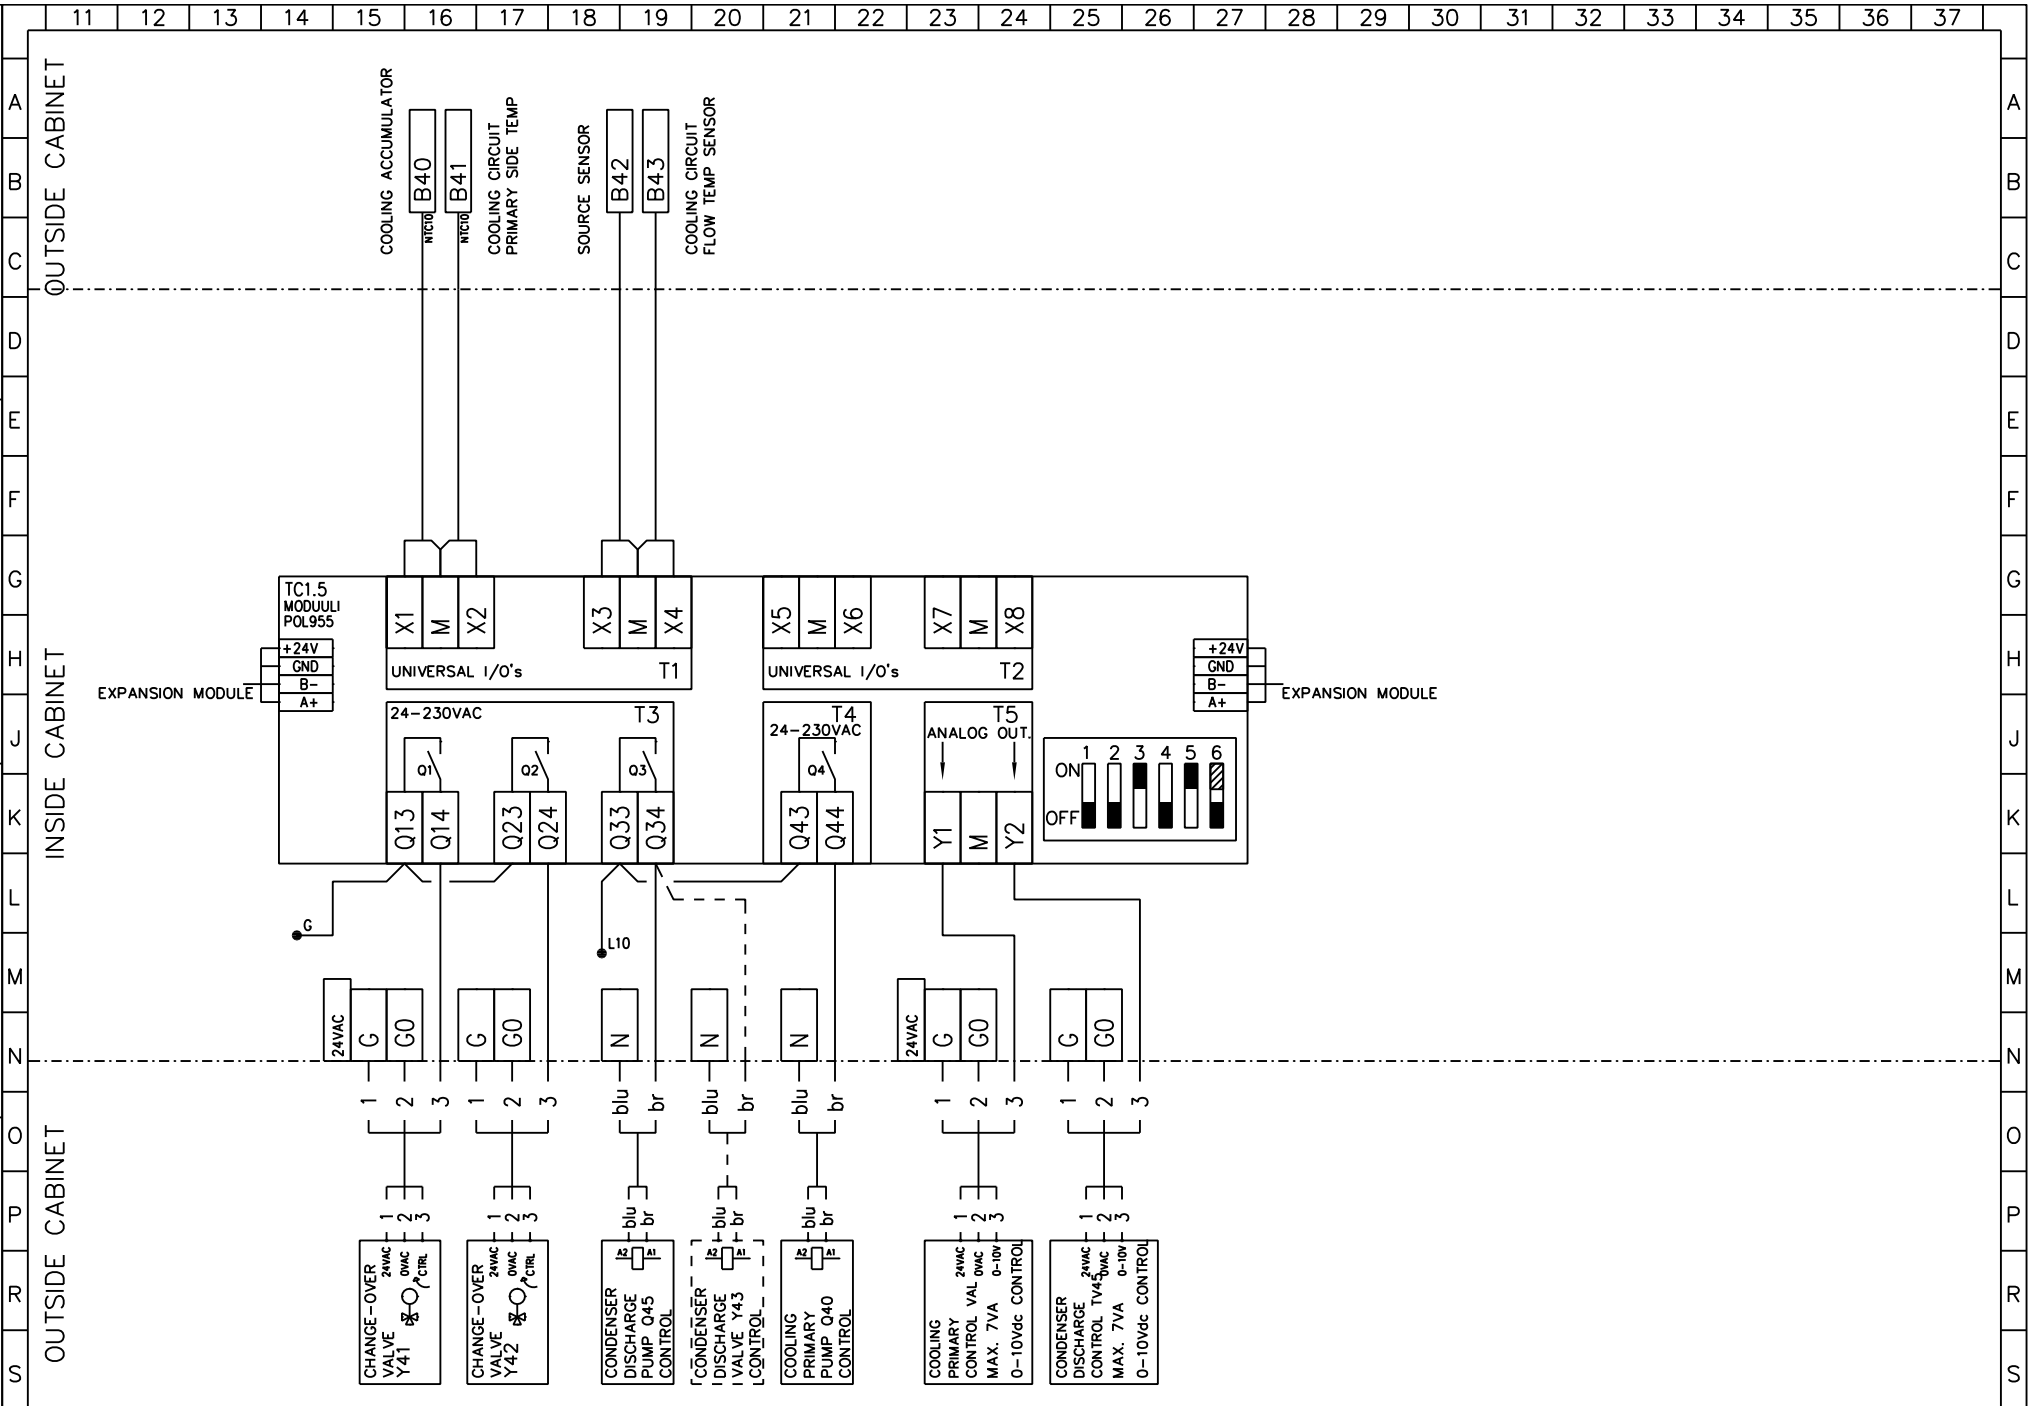 11 12 13 14 15 16 17 18 19 20 21 22 23 24 25 26 27 28 29 30 31 32 33 34 35 36 37
A
B
C
D
E
F
G
H
J
K
L
M
N
O
P
R
S
OUTSIDE CABINET
INSIDE CABINET
OUTSIDE CABINET
COOLING ACCUMULATOR
B40
NTC10
B41
NTC10
COOLING CIRCUIT
PRIMARY SIDE TEMP
SOURCE SENSOR
B42
B43
COOLING CIRCUIT
FLOW TEMP SENSOR
TC1.5
MODUULI
POL955
X1 M X2
X3 M X4
X5 M X6
X7 M X8
UNIVERSAL I/O's T1
UNIVERSAL I/O's T2
EXPANSION MODULE
+24V
GND
B-
A+
+24V
GND
B-
A+
EXPANSION MODULE
24-230VAC T3
T4
24-230VAC
T5
ANALOG OUT.
Q1 Q2 Q3 Q4
1 2 3 4 5 6
ON
OFF
Q13 Q14 Q23 Q24 Q33 Q34 Q43 Q44 Y1 M Y2
G
L10
24VAC G G0
G G0
N
N
N
24VAC G G0
G G0
1 2 3
1 2 3
blu br
blu br
blu br
1 2 3
1 2 3
1 2 3
1 2 3
blu br
blu br
blu br
1 2 3
1 2 3
24VAC 0VAC CTRL
CHANGE-OVER
VALVE
Y41
24VAC 0VAC CTRL
CHANGE-OVER
VALVE
Y42
A2 A1
CONDENSER
DISCHARGE
PUMP Q45
CONTROL
A2 A1
CONDENSER
DISCHARGE
VALVE Y43
CONTROL
A2 A1
COOLING
PRIMARY
PUMP Q40
CONTROL
24VAC 0VAC 0-10V
COOLING
PRIMARY
CONTROL VAL
MAX. 7VA
0-10Vdc CONTROL
24VAC 0VAC 0-10V
CONDENSER
DISCHARGE
CONTROL TV45
MAX. 7VA
0-10Vdc CONTROL
A
B
C
D
E
F
G
H
J
K
L
M
N
O
P
R
S